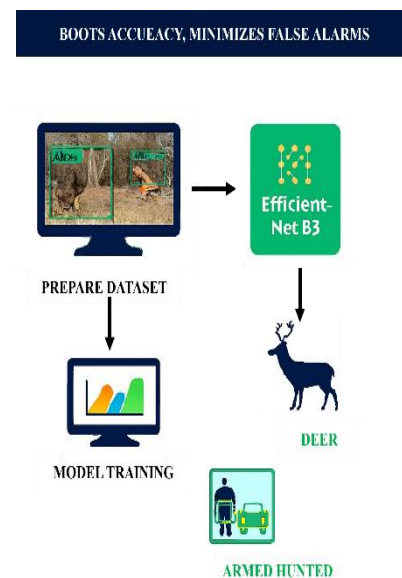 BOOTS ACCUEACY, MINIMIZES FALSE ALARMS
Efficient-
Net B3
PREPARE DATASET
DEER
MODEL TRAINING
ARMED HUNTED